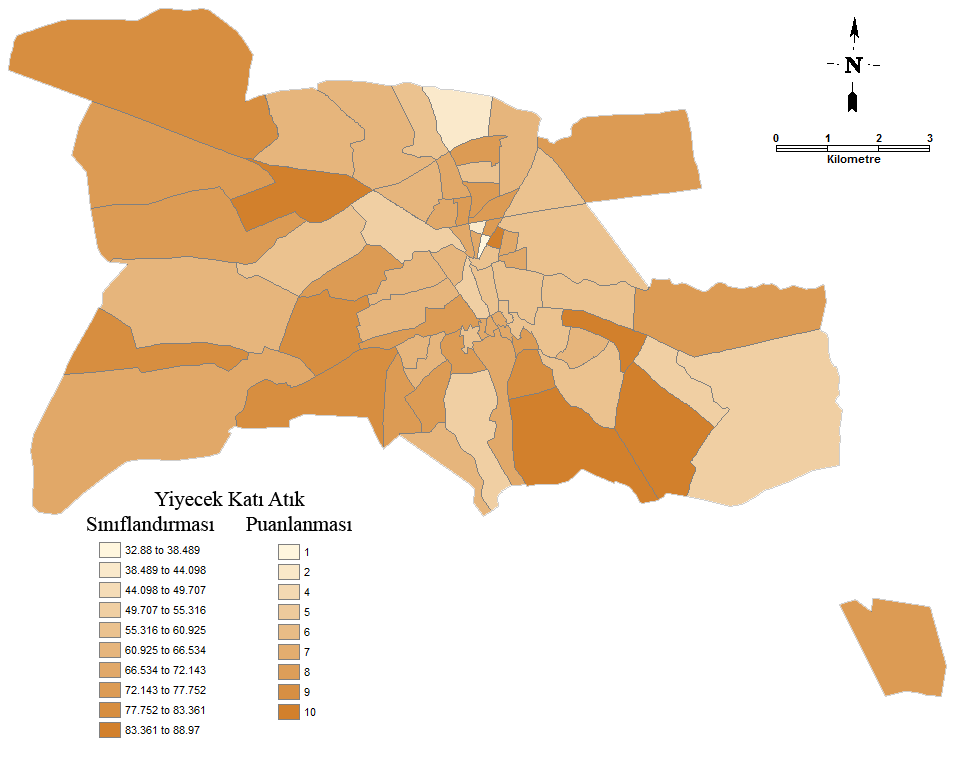 N
0 1 2 3
Kilometre
Yiyecek Katı Atık
Sınıflandırması Puanlanması
32.88 to 38.489 1
38.489 to 44.098 2
44.098 to 49.707 4
49.707 to 55.316 5
55.316 to 60.925 6
60.925 to 66.534 7
66.534 to 72.143 8
72.143 to 77.752 9
77.752 to 83.361 10
83.361 to 88.97